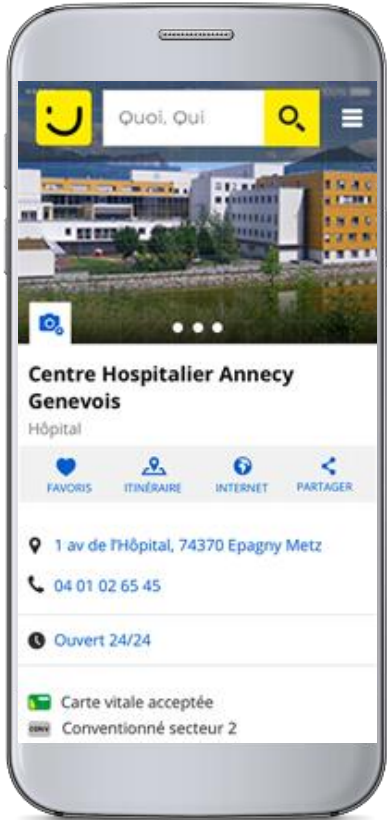 Quoi, Qui
Centre Hospitalier Annecy
Genevois
Hôpital
FAVORIS
ITINÉRAIRE
INTERNET
PARTAGER
1 av de l'Hôpital, 74370 Epagny Metz
04 01 02 65 45
Ouvert 24/24
Carte vitale acceptée
CONV Conventionné secteur 2